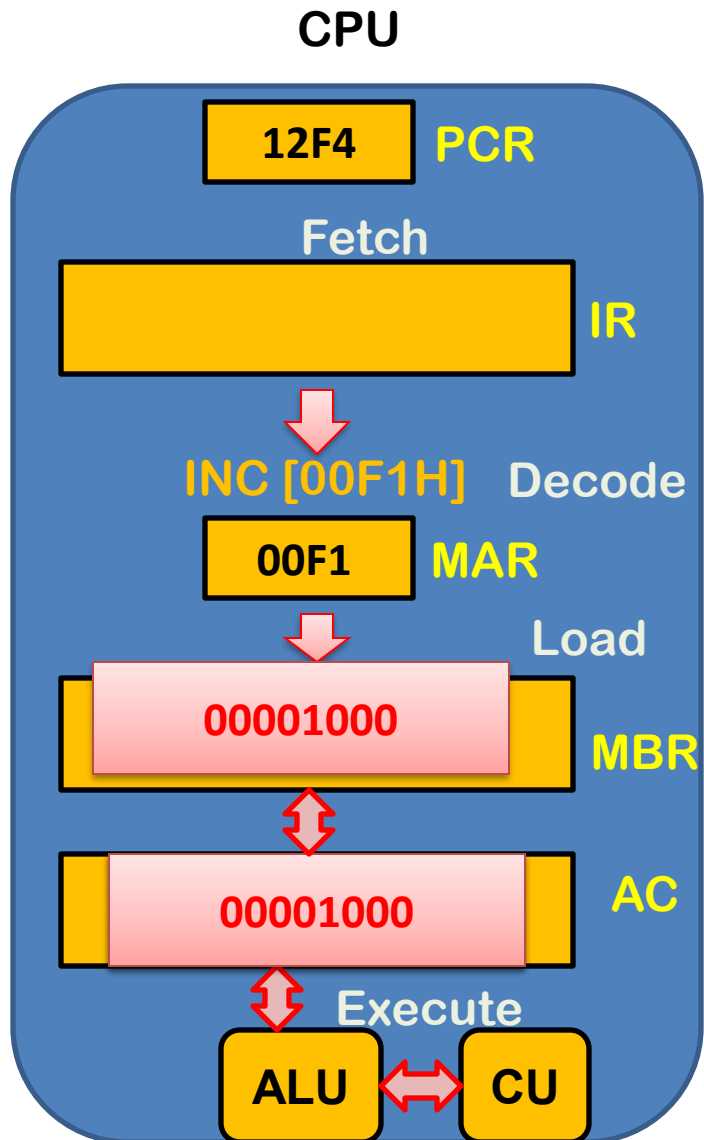 CPU
12F4 PCR
Fetch
IR
INC [00F1H] Decode
00F1 MAR
Load
00001000
MBR
00001000 AC
Execute
ALU CU